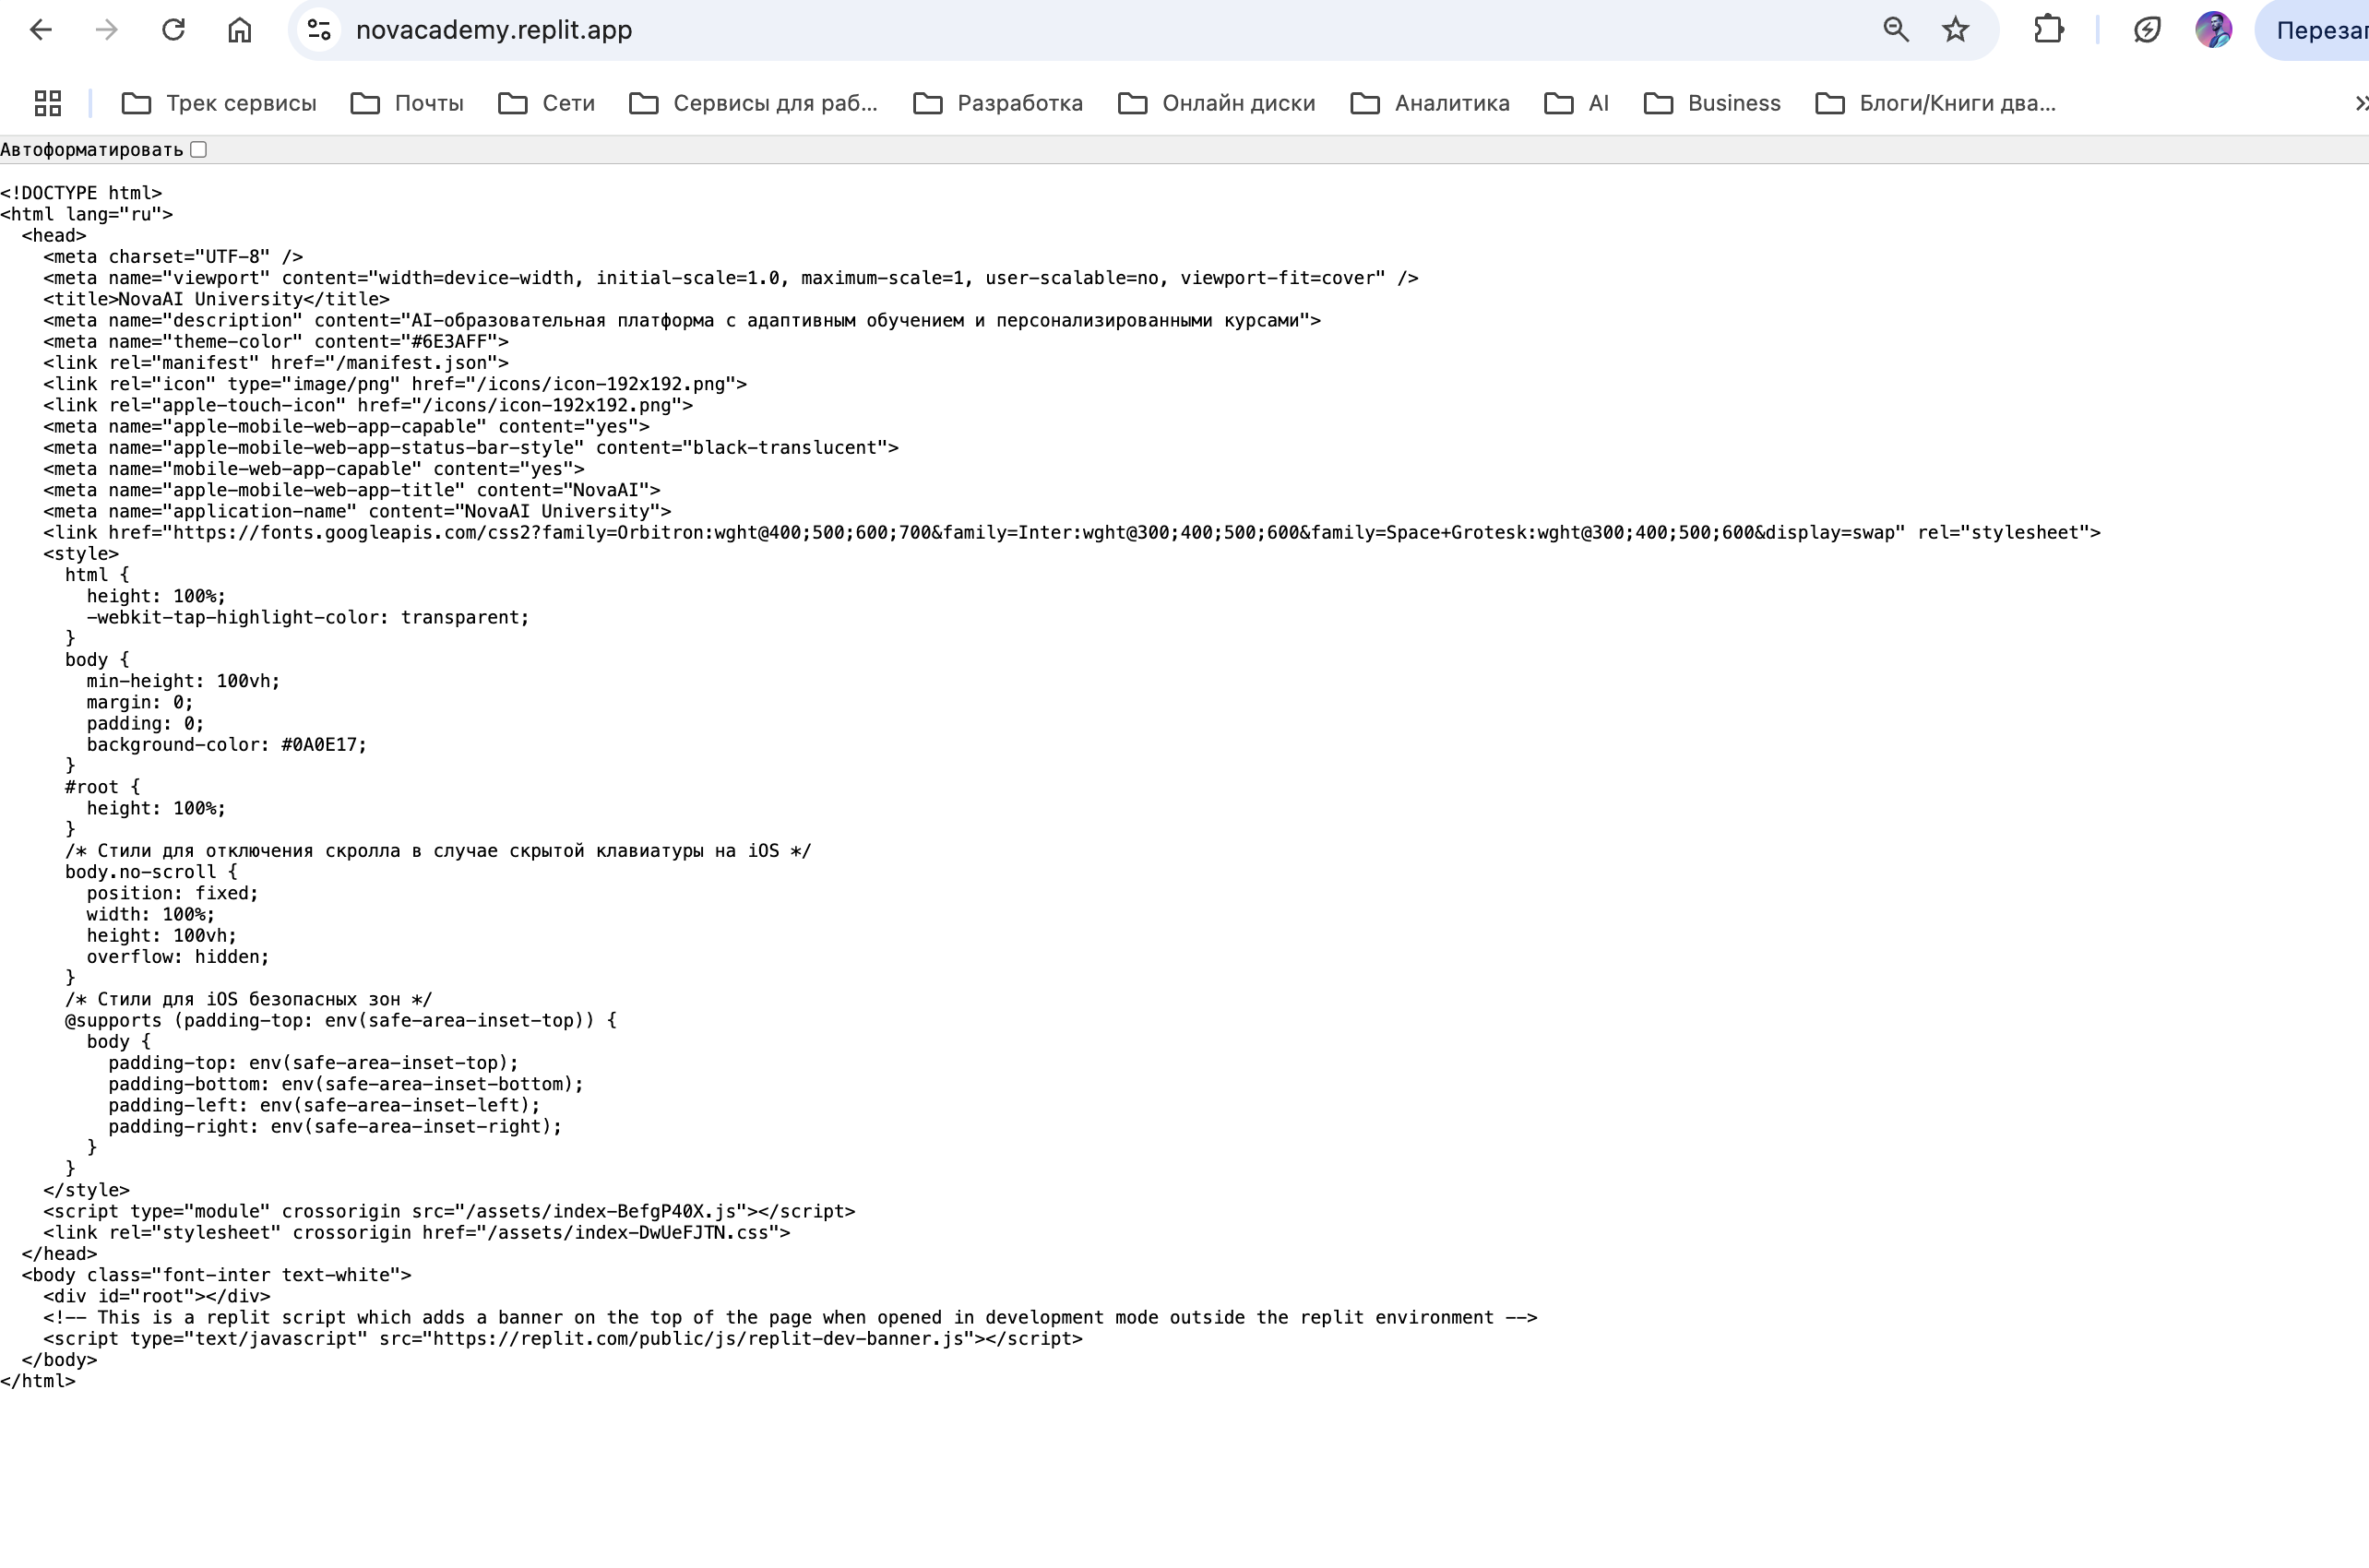 novacademy.replit.app
Трек сервисы
Почты
Сети
Сервисы для раб...
Разработка
Онлайн диски
Аналитика
AI
Business
Блоги/Книги два...
Автоформатировать
<!DOCTYPE html>
<html lang="ru">
  <head>
    <meta charset="UTF-8" />
    <meta name="viewport" content="width=device-width, initial-scale=1.0, maximum-scale=1, user-scalable=no, viewport-fit=cover" />
    <title>NovaAI University</title>
    <meta name="description" content="AI-образовательная платформа с адаптивным обучением и персонализированными курсами">
    <meta name="theme-color" content="#6E3AFF">
    <link rel="manifest" href="/manifest.json">
    <link rel="icon" type="image/png" href="/icons/icon-192x192.png">
    <link rel="apple-touch-icon" href="/icons/icon-192x192.png">
    <meta name="apple-mobile-web-app-capable" content="yes">
    <meta name="apple-mobile-web-app-status-bar-style" content="black-translucent">
    <meta name="mobile-web-app-capable" content="yes">
    <meta name="apple-mobile-web-app-title" content="NovaAI">
    <meta name="application-name" content="NovaAI University">
    <link href="https://fonts.googleapis.com/css2?family=Orbitron:wght@400;500;600;700&family=Inter:wght@300;400;500;600&family=Space+Grotesk:wght@300;400;500;600&display=swap" rel="stylesheet">
    <style>
      html {
        height: 100%;
        -webkit-tap-highlight-color: transparent;
      }
      body {
        min-height: 100vh;
        margin: 0;
        padding: 0;
        background-color: #0A0E17;
      }
      #root {
        height: 100%;
      }
      /* Стили для отключения скролла в случае скрытой клавиатуры на iOS */
      body.no-scroll {
        position: fixed;
        width: 100%;
        height: 100vh;
        overflow: hidden;
      }
      /* Стили для iOS безопасных зон */
      @supports (padding-top: env(safe-area-inset-top)) {
        body {
          padding-top: env(safe-area-inset-top);
          padding-bottom: env(safe-area-inset-bottom);
          padding-left: env(safe-area-inset-left);
          padding-right: env(safe-area-inset-right);
        }
      }
    </style>
    <script type="module" crossorigin src="/assets/index-BefgP40X.js"></script>
    <link rel="stylesheet" crossorigin href="/assets/index-DwUeFJTN.css">
  </head>
  <body class="font-inter text-white">
    <div id="root"></div>
    <!-- This is a replit script which adds a banner on the top of the page when opened in development mode outside the replit environment -->
    <script type="text/javascript" src="https://replit.com/public/js/replit-dev-banner.js"></script>
  </body>
</html>